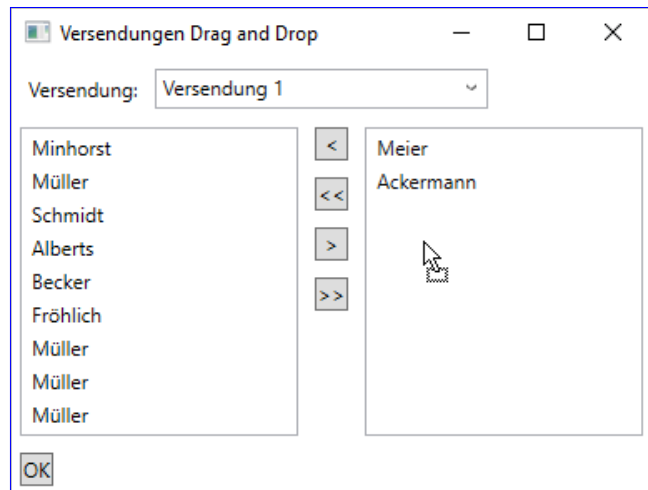 Versendungen Drag and Drop
Versendung: Versendung 1
Minhorst
Müller
Schmidt
Alberts
Becker
Fröhlich
Müller
Müller
Müller
<
<<
>
>>
Meier
Ackermann
OK